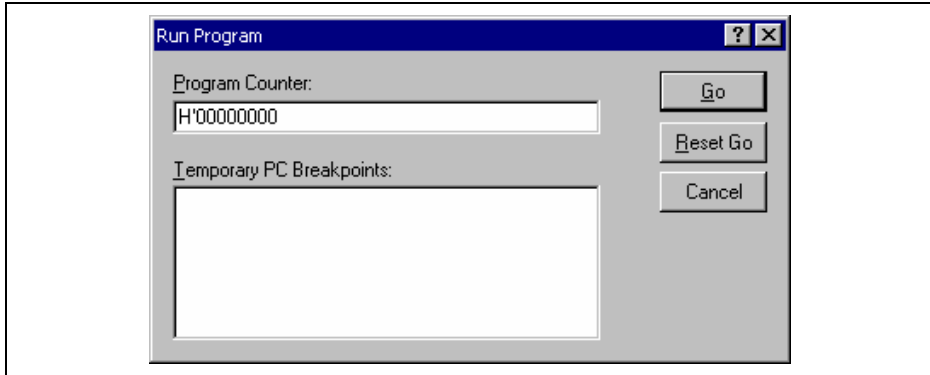 Run Program
Program Counter:
H'00000000
Go
Reset Go
Temporary PC Breakpoints:
Cancel